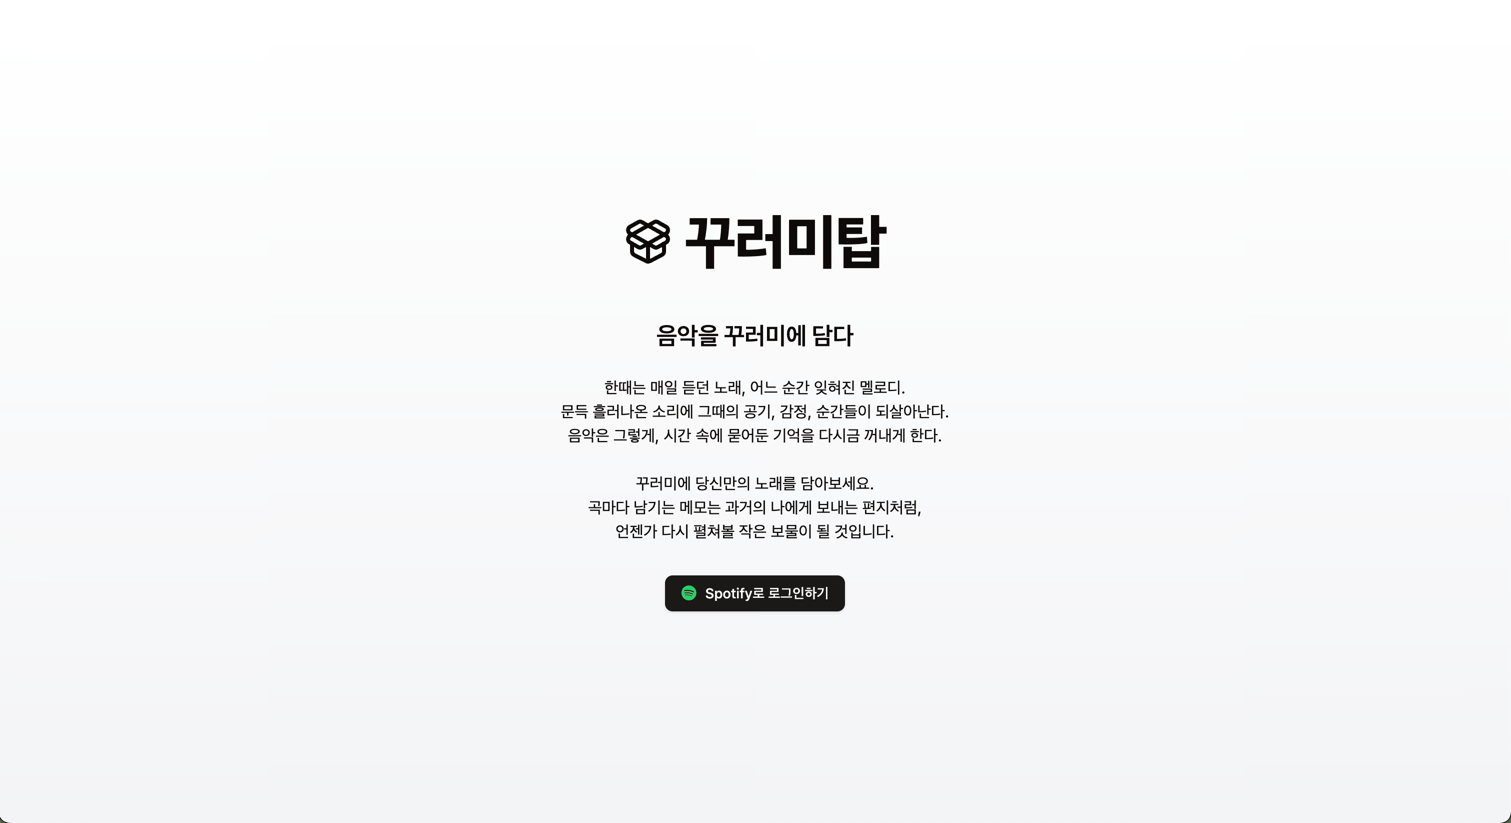 꾸러미탑
음악을 꾸러미에 담다
한때는 매일 듣던 노래, 어느 순간 잊혀진 멜로디.
문득 흘러나온 소리에 그때의 공기, 감정, 순간들이 되살아난다.
음악은 그렇게, 시간 속에 묻어둔 기억을 다시금 꺼내게 한다.
꾸러미에 당신만의 노래를 담아보세요.
곡마다 남기는 메모는 과거의 나에게 보내는 편지처럼,
언젠가 다시 펼쳐볼 작은 보물이 될 것입니다.
Spotify로 로그인하기